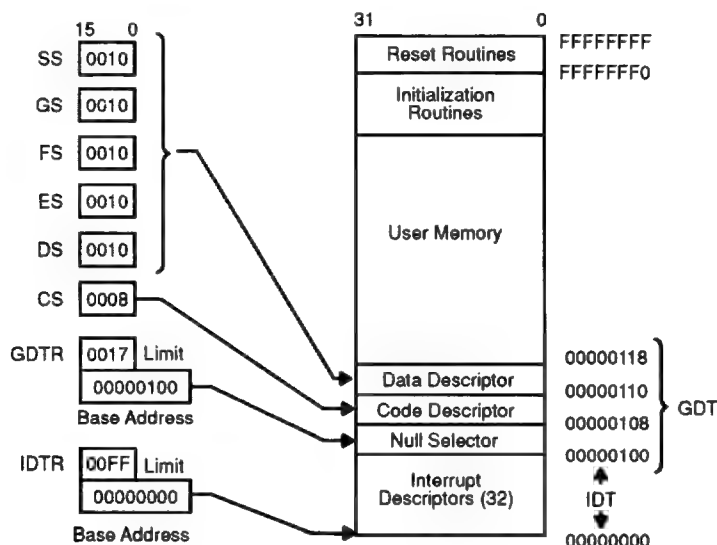 15 0
SS 0010
GS 0010
FS 0010
ES 0010
DS 0010
CS 0008
GDTR 0017 Limit
00000100
Base Address
IDTR 00FF Limit
00000000
Base Address
31 0
Reset Routines
Initialization
Routines
User Memory
Data Descriptor
Code Descriptor
Null Selector
Interrupt
Descriptors (32)
FFFFFFFF
FFFFFFF0
00000118
00000110
00000108
00000100
GDT
IDT
00000000